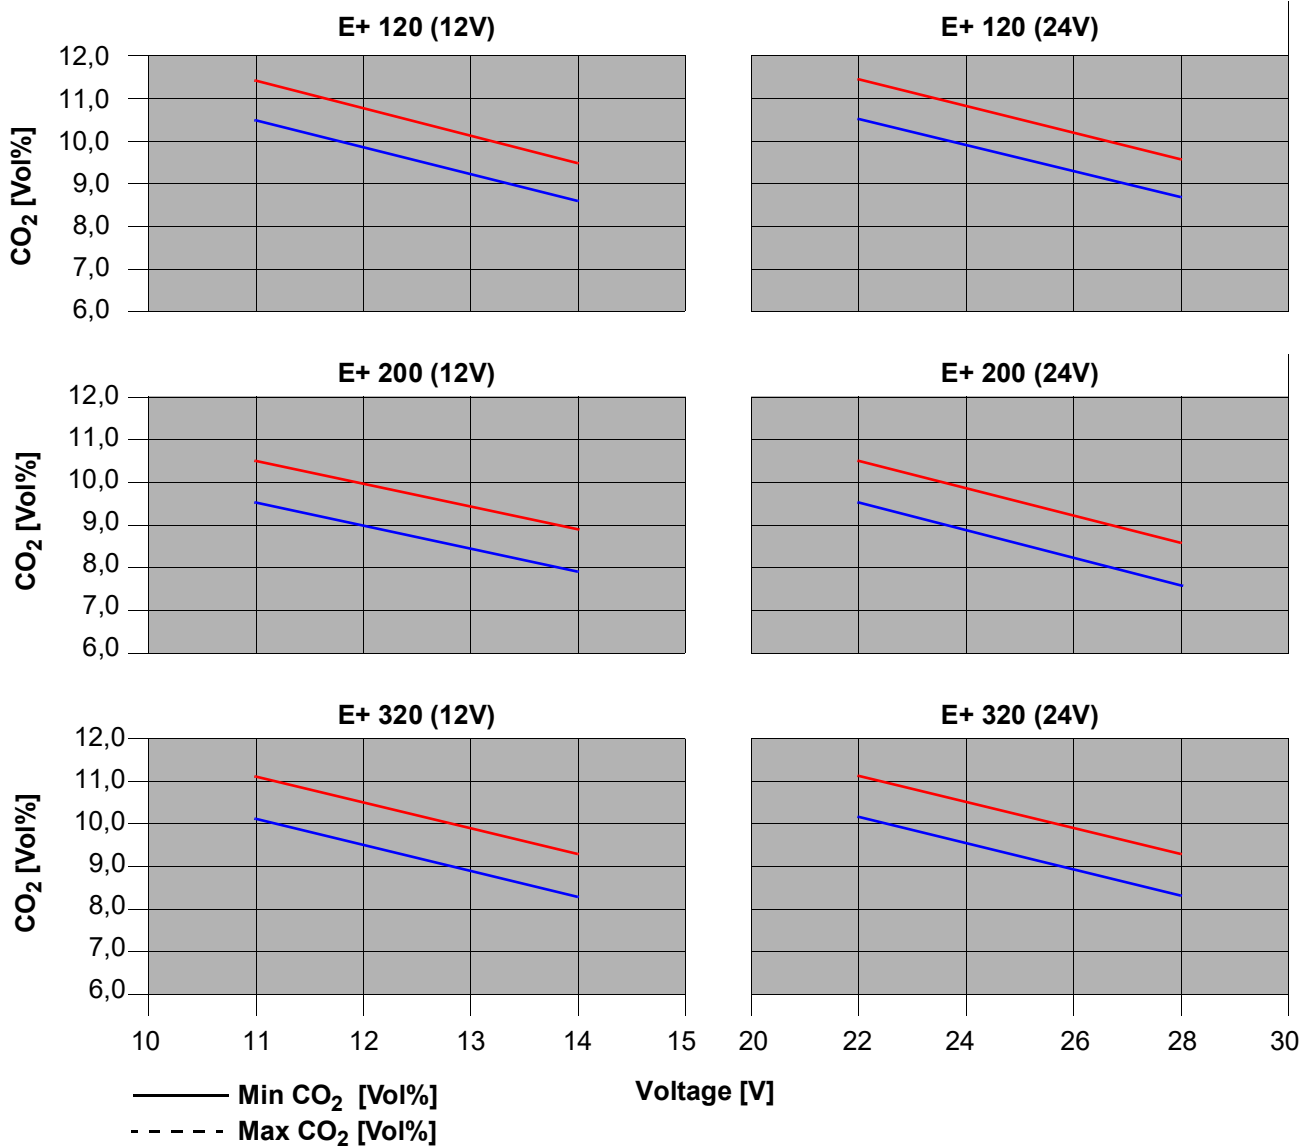 E+ 120 (12V)
E+ 120 (24V)
CO2 [Vol%]
12,0
11,0
10,0
9,0
8,0
7,0
6,0
E+ 200 (12V)
E+ 200 (24V)
CO2 [Vol%]
12,0
11,0
10,0
9,0
8,0
7,0
6,0
E+ 320 (12V)
E+ 320 (24V)
CO2 [Vol%]
12,0
11,0
10,0
9,0
8,0
7,0
6,0
10 11 12 13 14 15
20 22 24 26 28 30
Voltage [V]
Min CO2 [Vol%]
Max CO2 [Vol%]